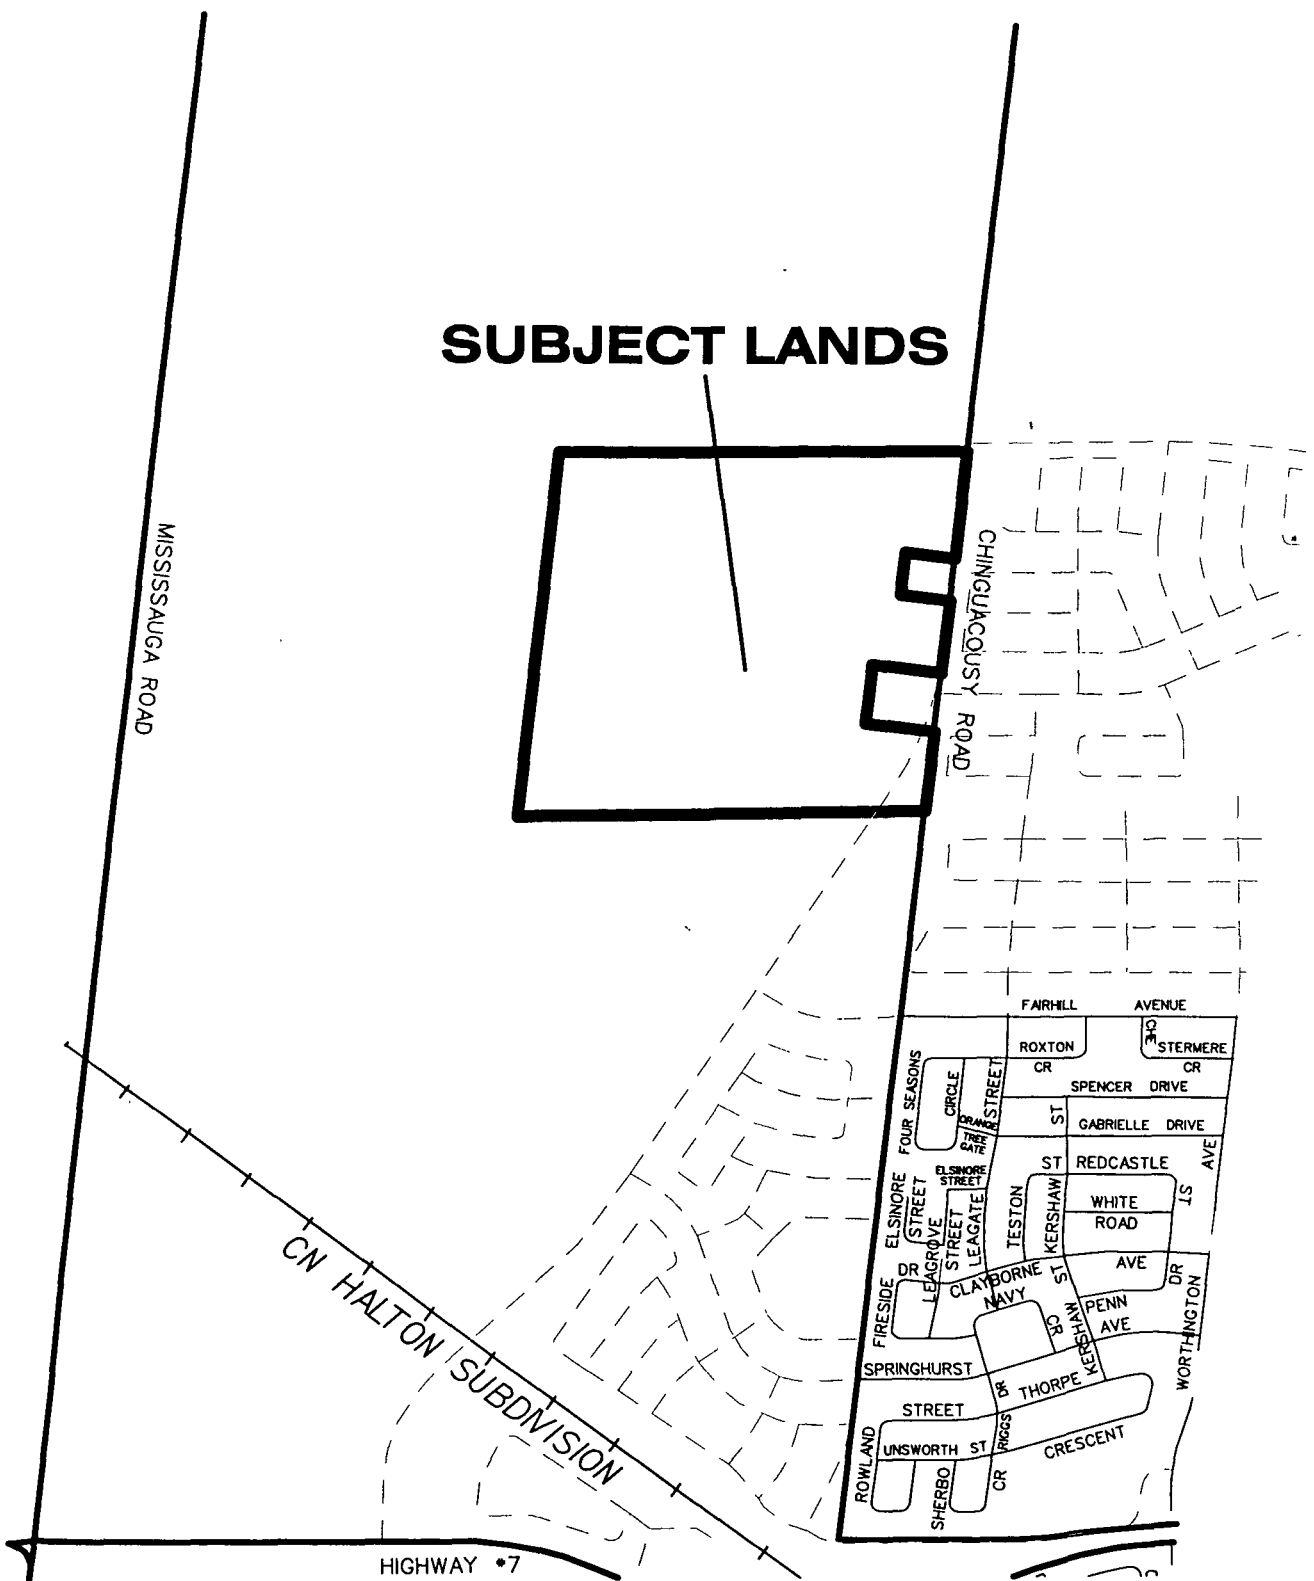 SUBJECT LANDS
MISSISSAUGA ROAD
CHINGUACOUSY ROAD
FAIRHILL AVENUE
ROXTON
CR
CHE
STERMERE
CR
SPENCER DRIVE
FOUR SEASONS
CIRCLE
STREET
ORANGE
TREE
GATE
ST
GABRIELLE DRIVE
AVE
ELSINORE
STREET
ST REDCASTLE
ST
ELSINORE
STREET
LEAGROVE
STREET
LEAGATE
TESTON
KERSHAW
ST
WHITE
ROAD
CLAYBORNE
AVE
NAVY
CR
FIRESIDE
DR
PENN
AVE
DR
WORTHINGTON
KERSHAW
SPRINGHURST
STREET
DR
THORPE
CRESCENT
ROWLAND
UNSWORTH ST
RIGGS
SHERBO
CR
CN HALTON SUBDIVISION
HIGHWAY #7